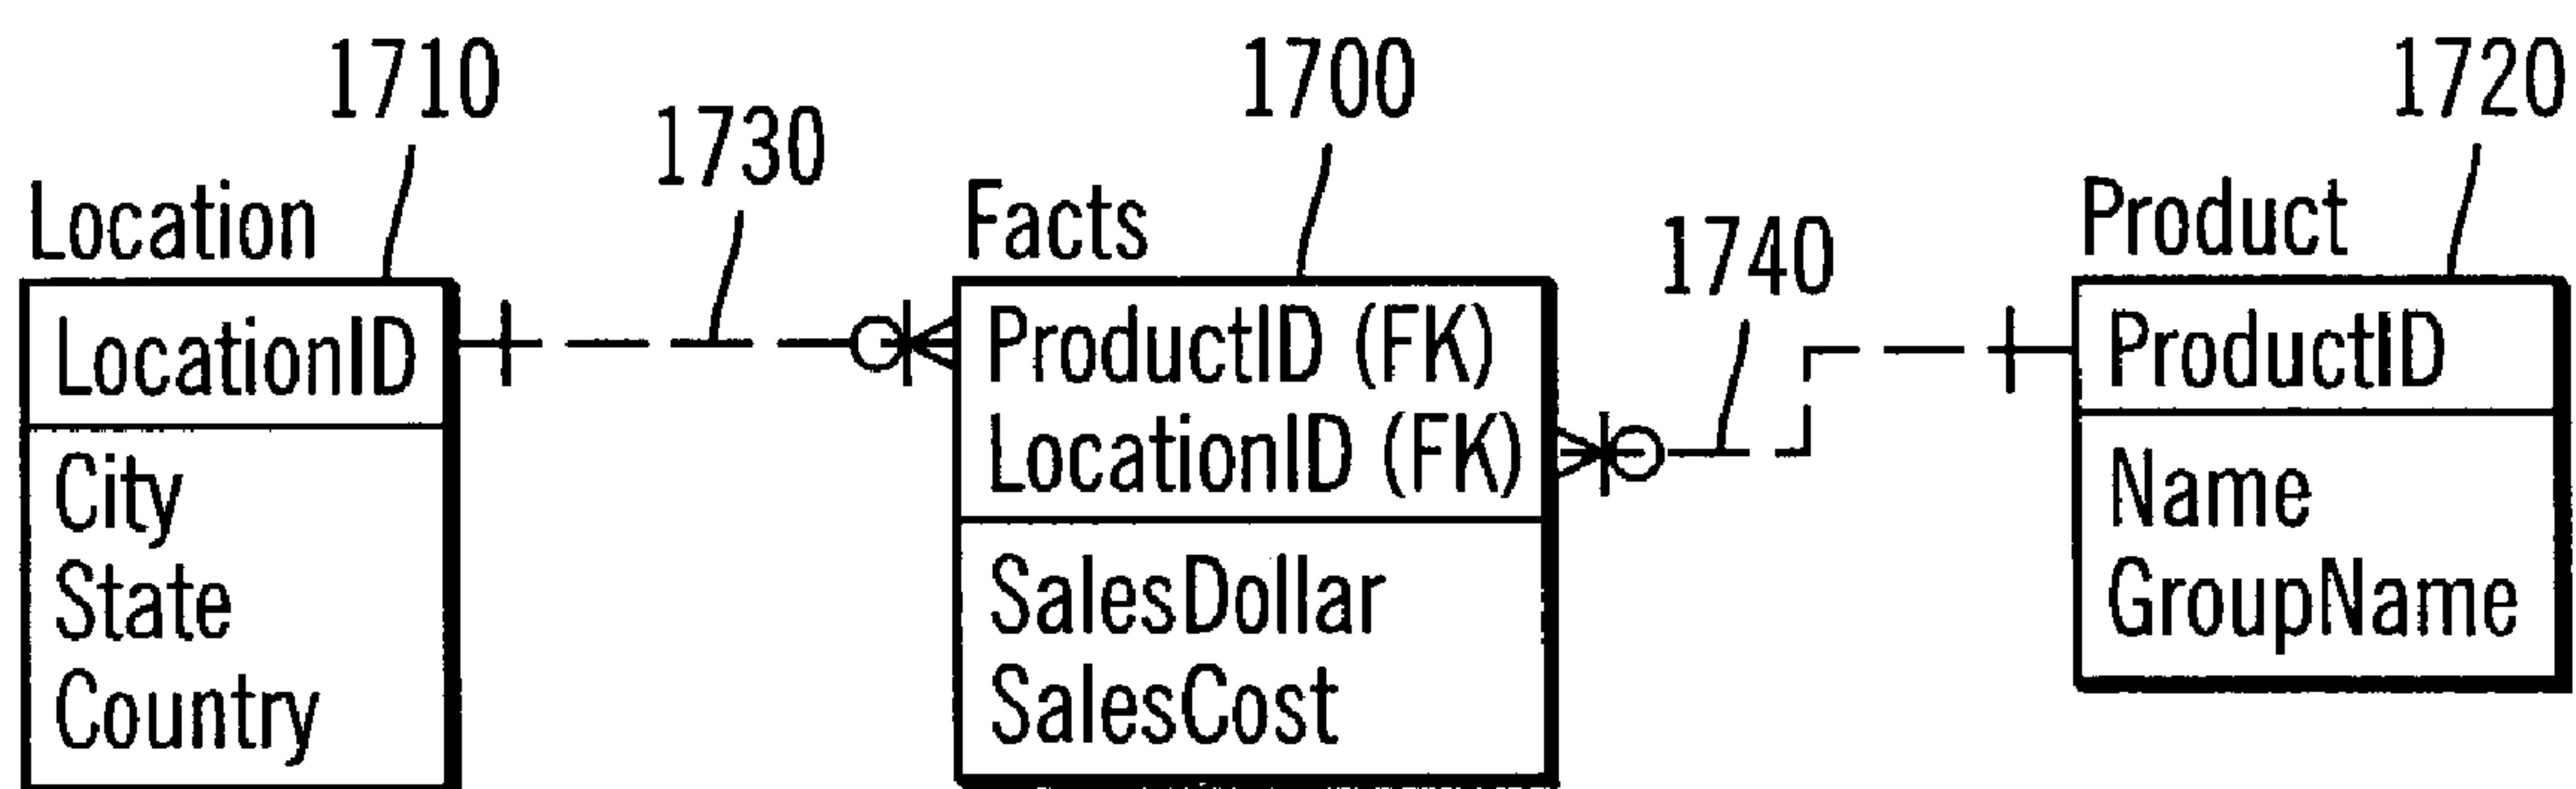 1710
1730
1700
1740
1720
Location
LocationID
City
State
Country
Facts
ProductID (FK)
LocationID (FK)
SalesDollar
SalesCost
Product
ProductID
Name
GroupName